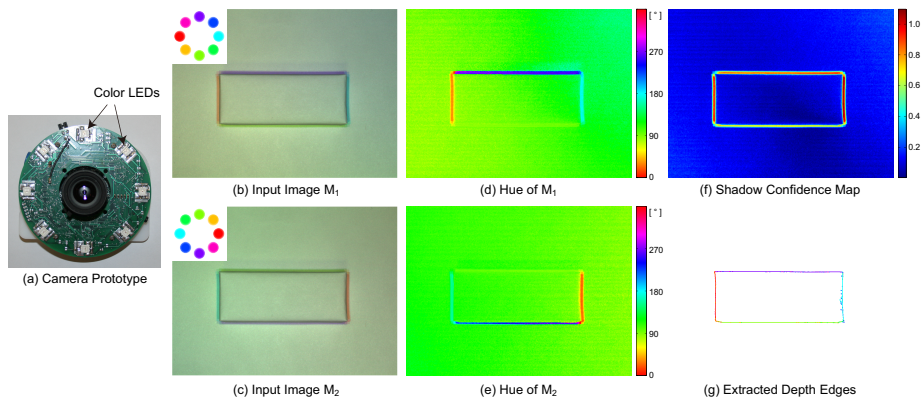 Color LEDs
(a) Camera Prototype
(b) Input Image M1
[°]
360
270
180
90
0
(d) Hue of M1
1.0
0.8
0.6
0.4
0.2
(f) Shadow Confidence Map
(c) Input Image M2
[°]
360
270
180
90
0
(e) Hue of M2
(g) Extracted Depth Edges